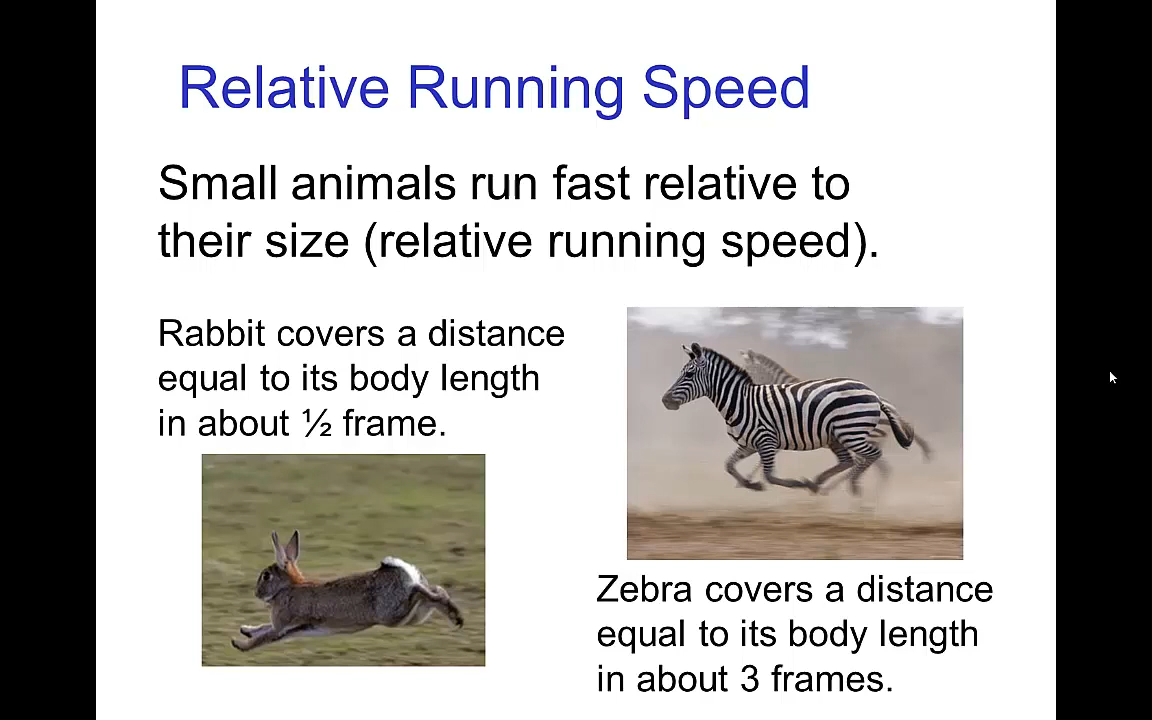 Relative Running Speed
Small animals run fast relative to
their size (relative running speed).
Rabbit covers a distance
equal to its body length
in about ½ frame.
Zebra covers a distance
equal to its body length
in about 3 frames.